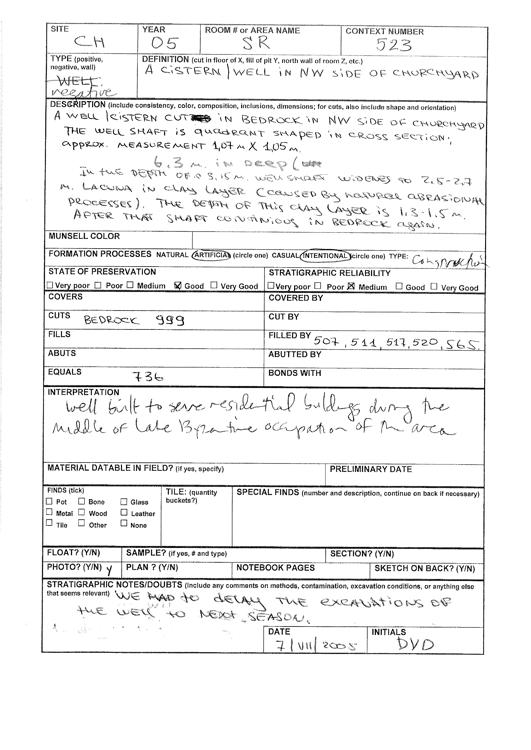 SITE YEAR ROOM # or AREA NAME CONTEXT NUMBER
CH 05 SR 523
TYPE (positive, negative, wall) DEFINITION (cut in floor of X, fill of pit Y, north wall of room Z, etc.)
WELL A CISTERN/WELL IN NW SIDE OF CHURCHYARD
negative
DESCRIPTION (include consistency, color, composition, inclusions, dimensions; for cuts, also include shape and orientation)
A WELL/CISTERN CUT IN BEDROCK IN NW SIDE OF CHURCHYARD
THE WELL SHAFT IS QUADRANT SHAPED IN CROSS SECTION,
approx. MEASUREMENT 1,07m X 1,05m.
6,3 m. in DEEP
In the DEPTH OF 3,15m. WELL SHAFT WIDENES TO 2,5-2,7
m. LACUNA in CLAY LAYER (CAUSED BY NATUREL ABRASIONAL
PROCESSES). THE DEPTH OF THIS CLAY LAYER IS 1,3-1,5 m.
AFTER THAT SHAFT CONTINIOUS IN BEDROCK AGAIN.
MUNSELL COLOR
FORMATION PROCESSES NATURAL ARTIFICIAL (circle one) CASUAL INTENTIONAL (circle one) TYPE: Construction
STATE OF PRESERVATION STRATIGRAPHIC RELIABILITY
Very poor Poor Medium Good Very Good Very poor Poor Medium Good Very Good
COVERS COVERED BY
CUTS BEDROCK 999 CUT BY
FILLS FILLED BY 507, 511, 517, 520, 565.
ABUTS ABUTTED BY
EQUALS 736 BONDS WITH
INTERPRETATION
Well built to serve residential buildings during the
middle of Late Byzantine occupation of the area
MATERIAL DATABLE IN FIELD? (if yes, specify) PRELIMINARY DATE
FINDS (tick) TILE: (quantity buckets?) SPECIAL FINDS (number and description, continue on back if necessary)
Pot Bone Glass
Metal Wood Leather
Tile Other None
FLOAT? (Y/N) SAMPLE? (if yes, # and type) SECTION? (Y/N)
PHOTO? (Y/N) Y PLAN ? (Y/N) NOTEBOOK PAGES SKETCH ON BACK? (Y/N)
STRATIGRAPHIC NOTES/DOUBTS (include any comments on methods, contamination, excavation conditions, or anything else
that seems relevant) WE HAD TO DELAY THE EXCAVATIONS OF
THE WELL TO NEXT SEASON.
DATE INITIALS
7/VII/2005 DVD